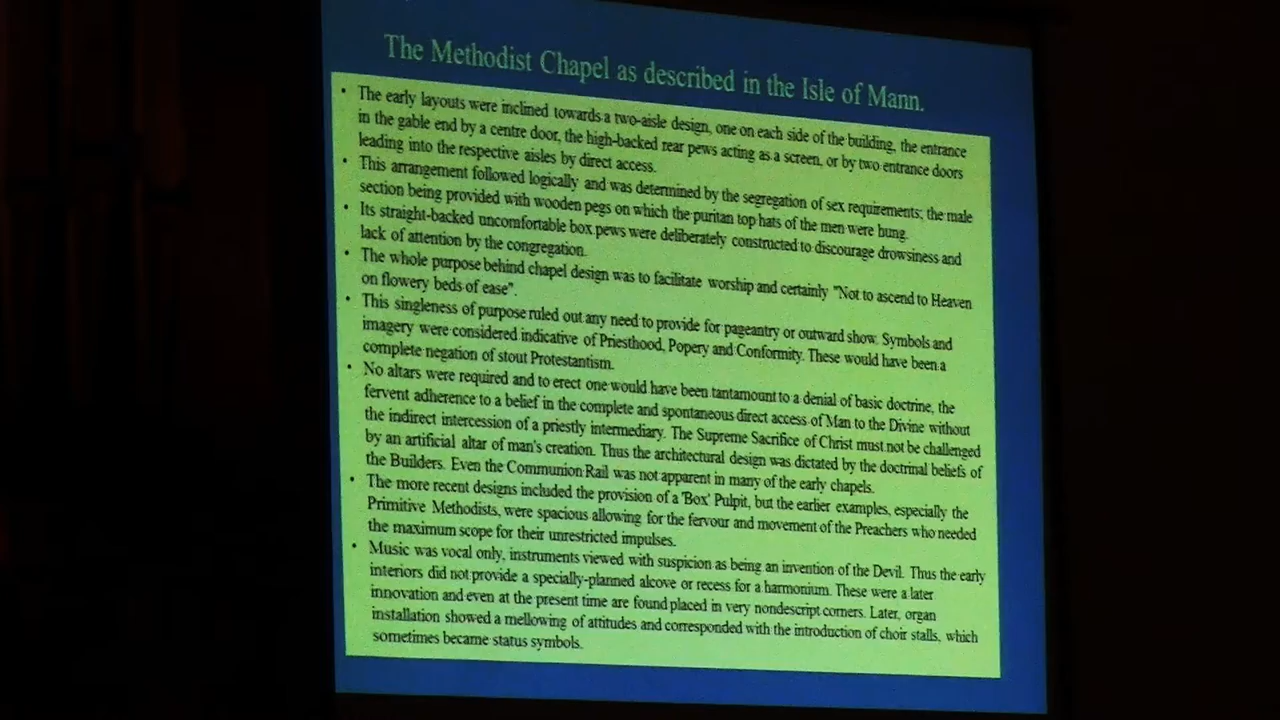 The Methodist Chapel as described in the Isle of Mann.
• The early layouts were inclined towards a two-aisle design, one on each side of the building, the entrance
in the gable end by a centre door, the high-backed rear pews acting as a screen, or by two entrance doors
leading into the respective aisles by direct access.
• This arrangement followed logically and was determined by the segregation of sex requirements; the male
section being provided with wooden pegs on which the puritan top hats of the men were hung.
• Its straight-backed uncomfortable box pews were deliberately constructed to discourage drowsiness and
lack of attention by the congregation.
• The whole purpose behind chapel design was to facilitate worship and certainly "Not to ascend to Heaven
on flowery beds of ease".
• This singleness of purpose ruled out any need to provide for pageantry or outward show. Symbols and
imagery were considered indicative of Priesthood, Popery and Conformity. These would have been a
complete negation of stout Protestantism.
• No altars were required and to erect one would have been tantamount to a denial of basic doctrine, the
fervent adherence to a belief in the complete and spontaneous direct access of Man to the Divine without
the indirect intercession of a priestly intermediary. The Supreme Sacrifice of Christ must not be challenged
by an artificial altar of man's creation. Thus the architectural design was dictated by the doctrinal beliefs of
the Builders. Even the Communion Rail was not apparent in many of the early chapels.
• The more recent designs included the provision of a 'Box' Pulpit, but the earlier examples, especially the
Primitive Methodists, were spacious allowing for the fervour and movement of the Preachers who needed
the maximum scope for their unrestricted impulses.
• Music was vocal only, instruments viewed with suspicion as being an invention of the Devil. Thus the early
interiors did not provide a specially-planned alcove or recess for a harmonium. These were a later
innovation and even at the present time are found placed in very nondescript corners. Later, organ
installation showed a mellowing of attitudes and corresponded with the introduction of choir stalls, which
sometimes became status symbols.